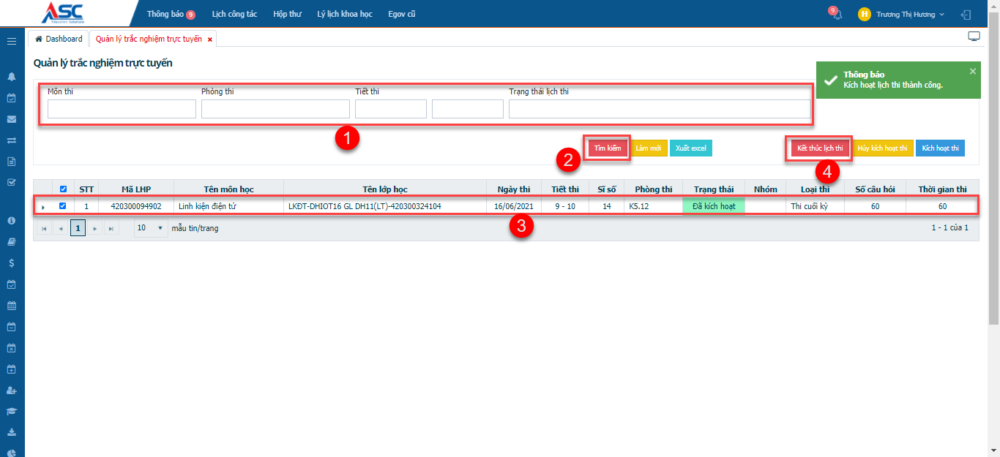 ASC
Education Solutions
Thông báo 9 Lịch công tác Hộp thư Lý lịch khoa học Egov cũ
9 H Trương Thị Hương
Dashboard Quản lý trắc nghiệm trực tuyến ×
Quản lý trắc nghiệm trực tuyến
Thông báo ×
Kích hoạt lịch thi thành công.
Môn thi Phòng thi Tiết thi Trạng thái lịch thi
1
Tìm kiếm Làm mới Xuất excel Kết thúc lịch thi Hủy kích hoạt thi Kích hoạt thi
2
4
STT Mã LHP Tên môn học Tên lớp học Ngày thi Tiết thi Sĩ số Phòng thi Trạng thái Nhóm Loại thi Số câu hỏi Thời gian thi
1 420300094902 Linh kiện điện tử LKĐT-DHIOT16 GL DH11(LT)-420300324104 16/06/2021 9 - 10 14 K5.12 Đã kích hoạt Thi cuối kỳ 60 60
3
1 10 mẩu tin/trang 1 - 1 của 1